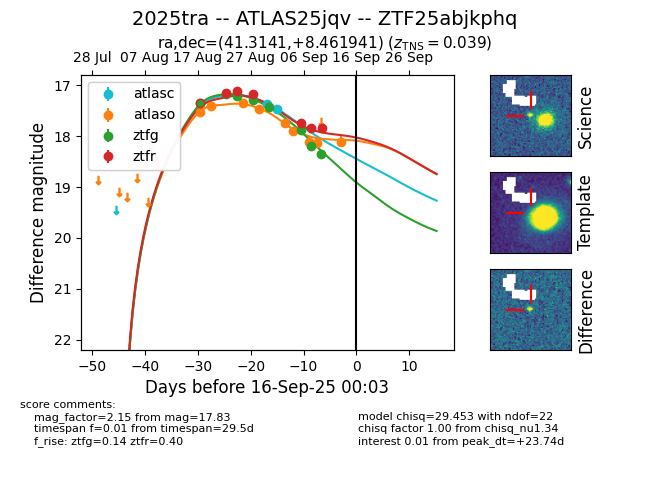 2025tra -- ATLAS25jqv -- ZTF25abjkphq
ra,dec=(41.3141,+8.461941) (z_TNS = 0.039)
28 Jul 07 Aug 17 Aug 27 Aug 06 Sep 16 Sep 26 Sep
atlasc
atlaso
ztfg
ztfr
17
18
19
20
21
22
Difference magnitude
−50 −40 −30 −20 −10 0 10
Days before 16-Sep-25 00:03
Science
Template
Difference
score comments:
mag_factor=2.15 from mag=17.83
timespan f=0.01 from timespan=29.5d
f_rise: ztfg=0.14 ztfr=0.40
model chisq=29.453 with ndof=22
chisq factor 1.00 from chisq_nu1.34
interest 0.01 from peak_dt=+23.74d